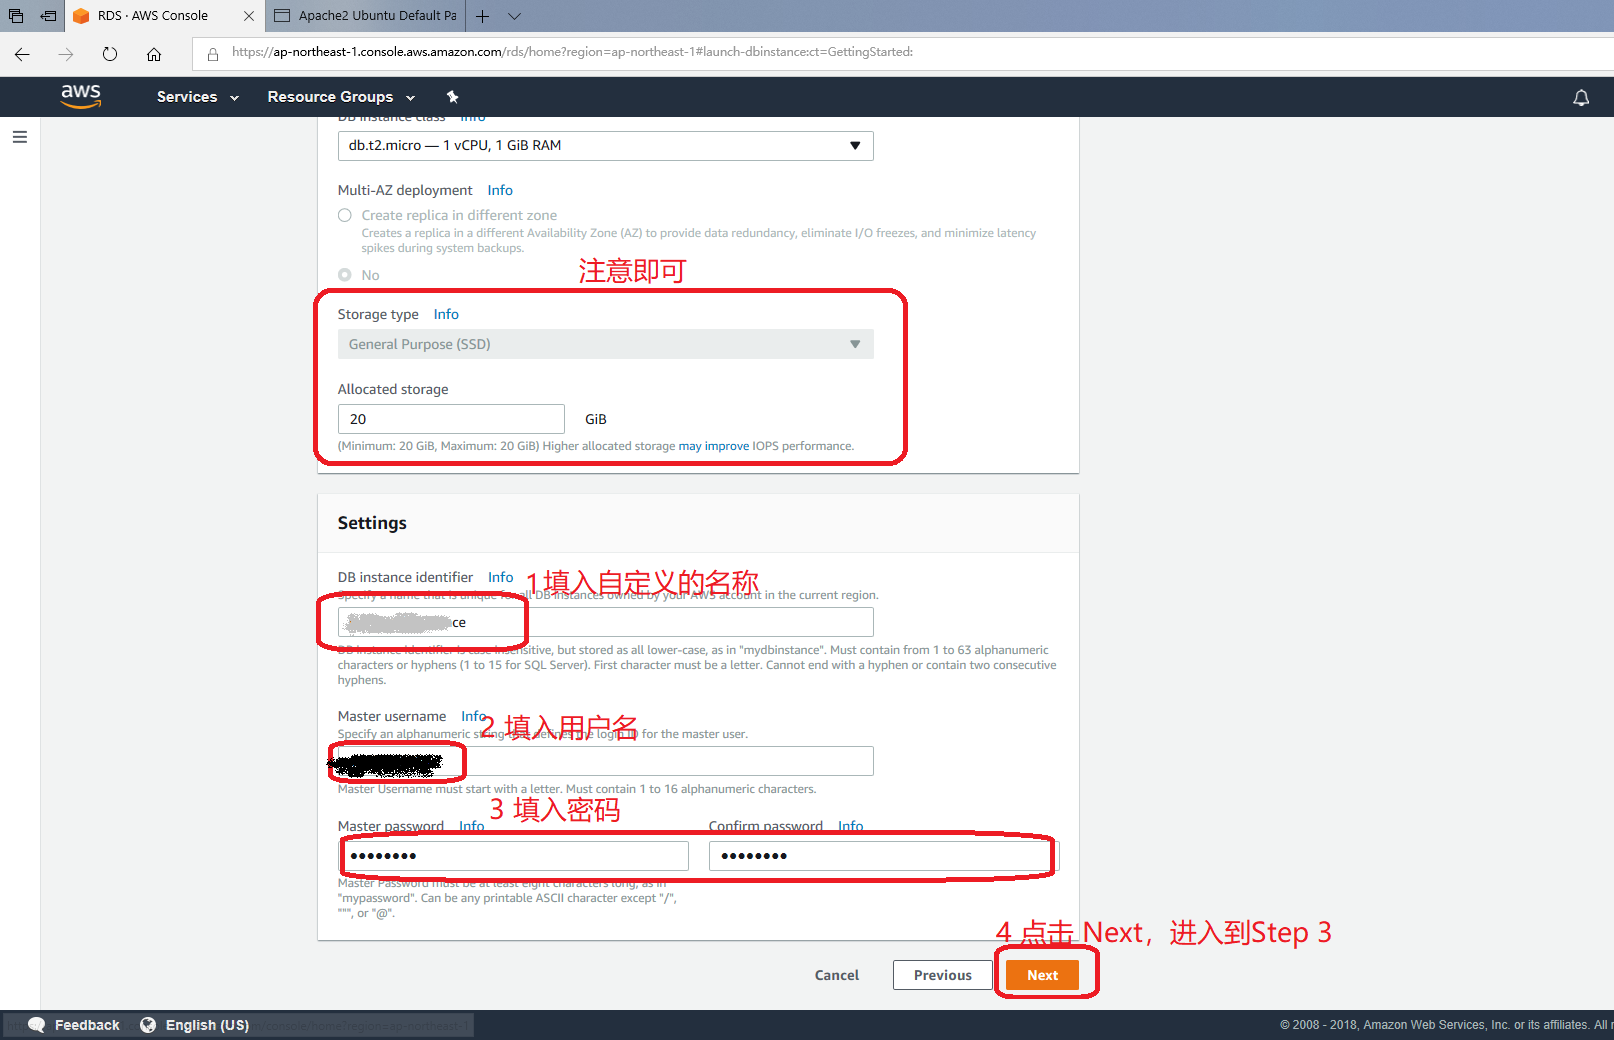 RDS · AWS Console
Apache2 Ubuntu Default Pa
https://ap-northeast-1.console.aws.amazon.com/rds/home?region=ap-northeast-1#launch-dbinstance:ct=GettingStarted:
aws
Services
Resource Groups
DB instance class Info
db.t2.micro — 1 vCPU, 1 GiB RAM
Multi-AZ deployment Info
Create replica in different zone
Creates a replica in a different Availability Zone (AZ) to provide data redundancy, eliminate I/O freezes, and minimize latency
spikes during system backups.
No
注意即可
Storage type Info
General Purpose (SSD)
Allocated storage
20 GiB
(Minimum: 20 GiB, Maximum: 20 GiB) Higher allocated storage may improve IOPS performance.
Settings
DB instance identifier Info
1填入自定义的名称
Specify a name that is unique for all DB instances owned by your AWS account in the current region.
ce
DB instance identifier is case insensitive, but stored as all lower-case, as in "mydbinstance". Must contain from 1 to 63 alphanumeric
characters or hyphens (1 to 15 for SQL Server). First character must be a letter. Cannot end with a hyphen or contain two consecutive
hyphens.
Master username Info
2 填入用户名
Specify an alphanumeric string that defines the login ID for the master user.
Master Username must start with a letter. Must contain 1 to 16 alphanumeric characters.
3 填入密码
Master password Info
Confirm password Info
●●●●●●●●
●●●●●●●●
Master Password must be at least eight characters long, as in
"mypassword". Can be any printable ASCII character except "/",
""", or "@".
4 点击 Next，进入到Step 3
Cancel
Previous
Next
Feedback
English (US)
© 2008 - 2018, Amazon Web Services, Inc. or its affiliates. All r